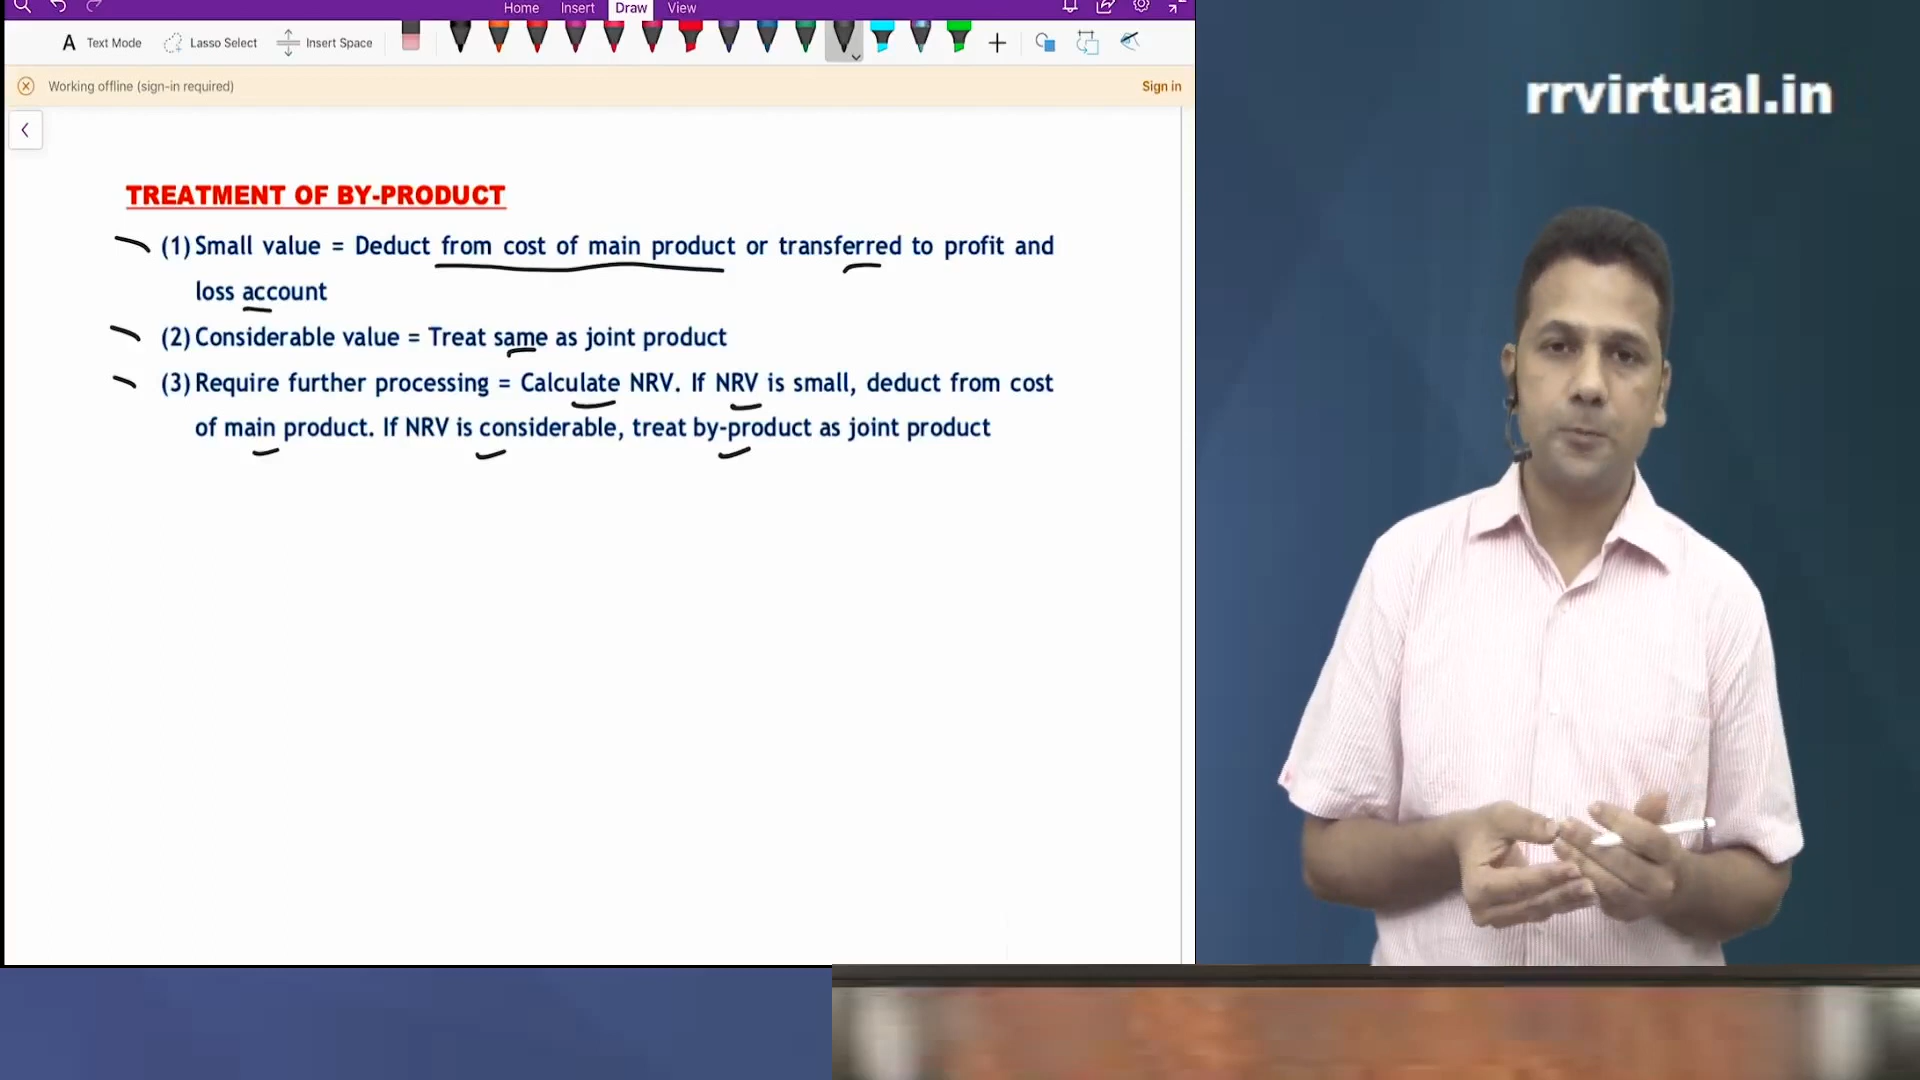 Home Insert Draw View
Text Mode Lasso Select Insert Space
Working offline (sign-in required) Sign in
rrvirtual.in
TREATMENT OF BY-PRODUCT
(1) Small value = Deduct from cost of main product or transferred to profit and
loss account
(2) Considerable value = Treat same as joint product
(3) Require further processing = Calculate NRV. If NRV is small, deduct from cost
of main product. If NRV is considerable, treat by-product as joint product